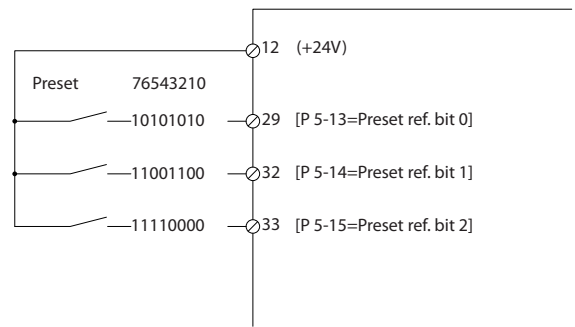 12 (+24V)
Preset 76543210
10101010 29 [P 5-13=Preset ref. bit 0]
11001100 32 [P 5-14=Preset ref. bit 1]
11110000 33 [P 5-15=Preset ref. bit 2]